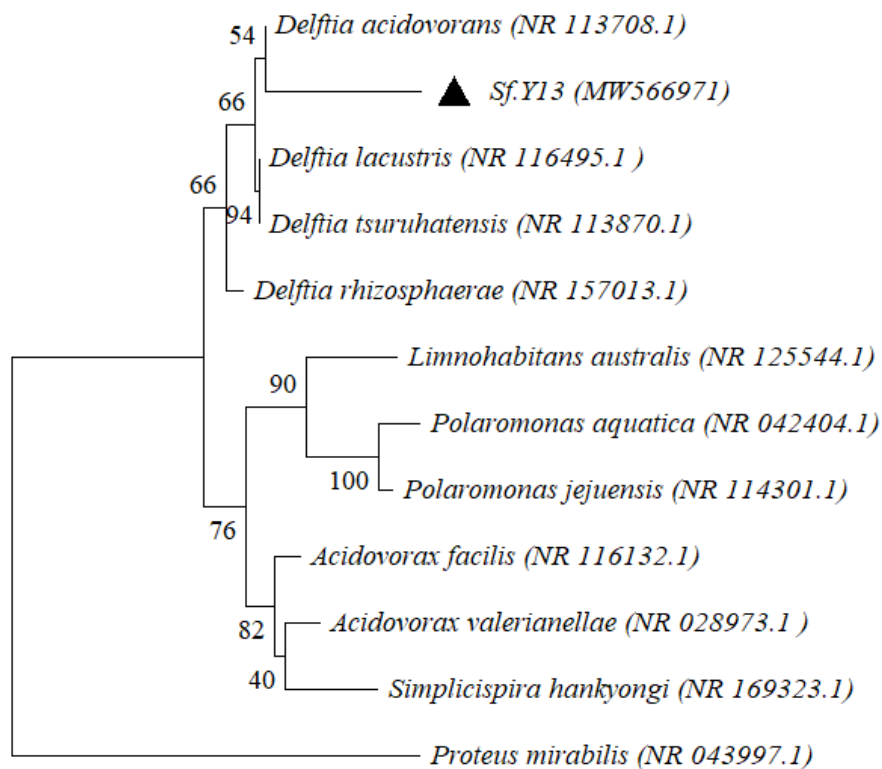 54
Delftia acidovorans (NR 113708.1)
Sf.Y13 (MW566971)
66
Delftia lacustris (NR 116495.1 )
66
94
Delftia tsuruhatensis (NR 113870.1)
Delftia rhizosphaerae (NR 157013.1)
Limnohabitans australis (NR 125544.1)
90
Polaromonas aquatica (NR 042404.1)
100
Polaromonas jejuensis (NR 114301.1)
76
Acidovorax facilis (NR 116132.1)
82
Acidovorax valerianellae (NR 028973.1 )
40
Simplicispira hankyongi (NR 169323.1)
Proteus mirabilis (NR 043997.1)